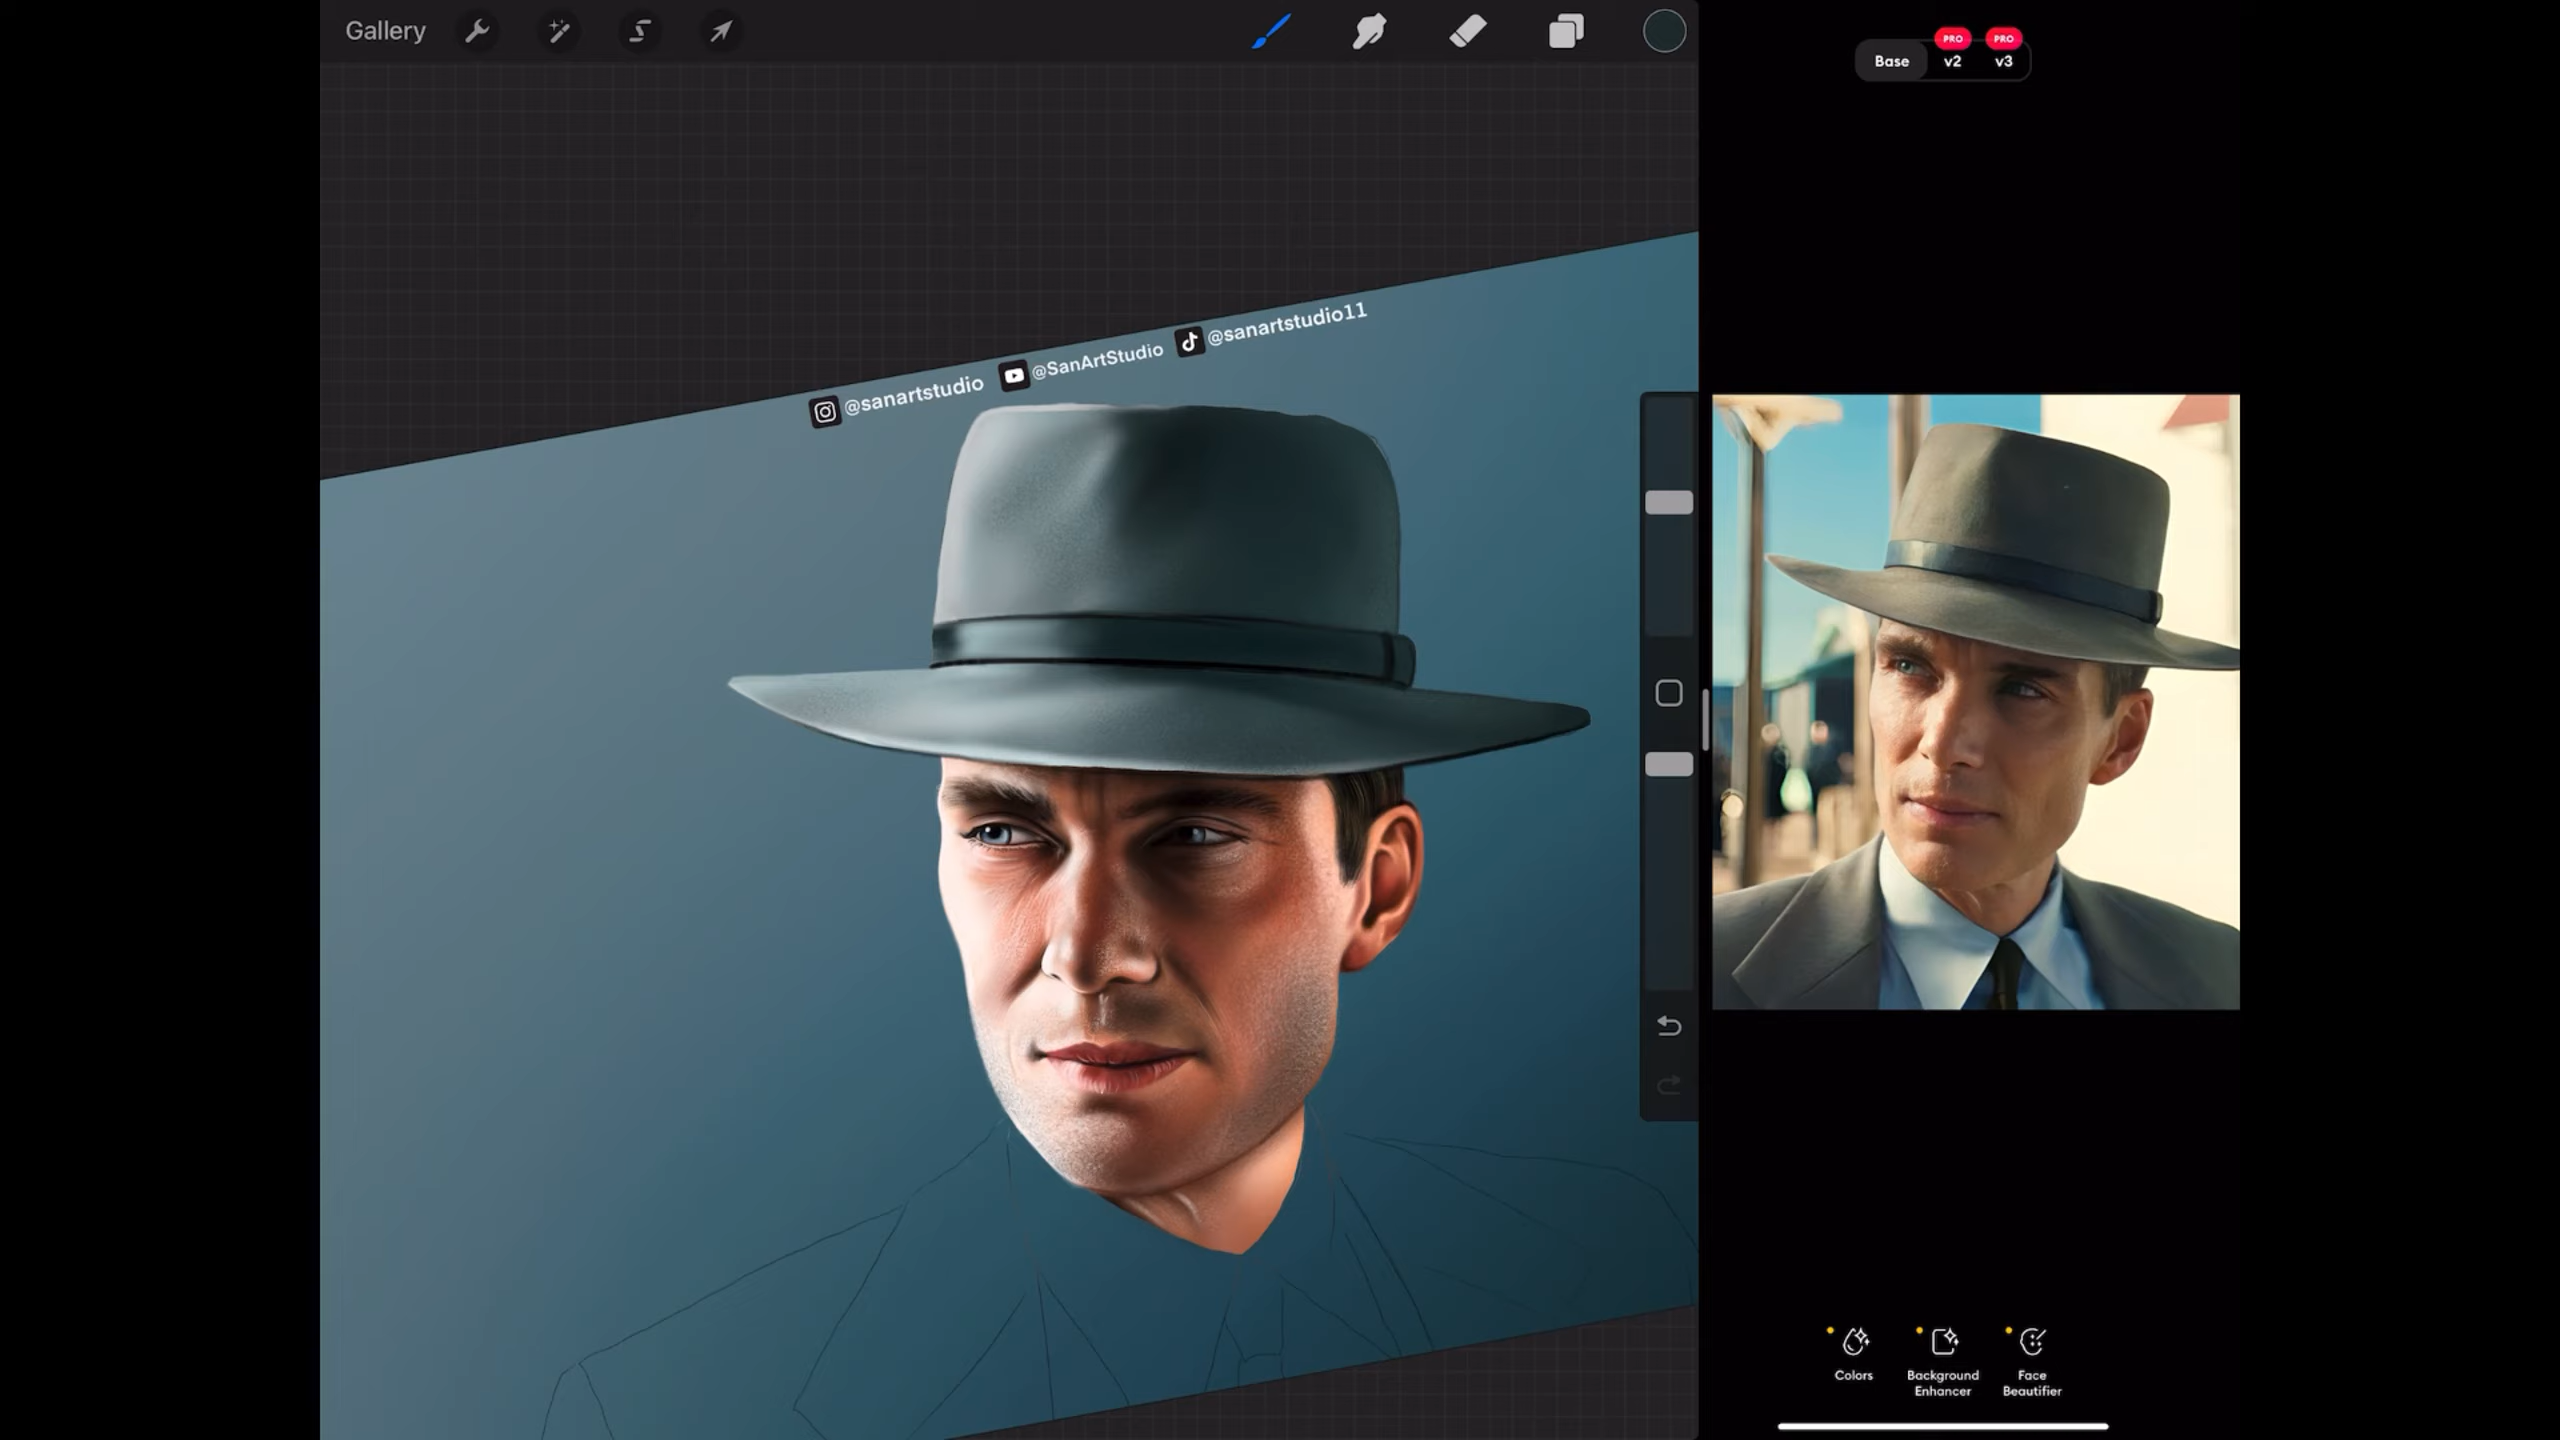 Gallery
PRO PRO
Base v2 v3
@sanartstudio @SanArtStudio @sanartstudio11
Colors
Background Enhancer
Face Beautifier